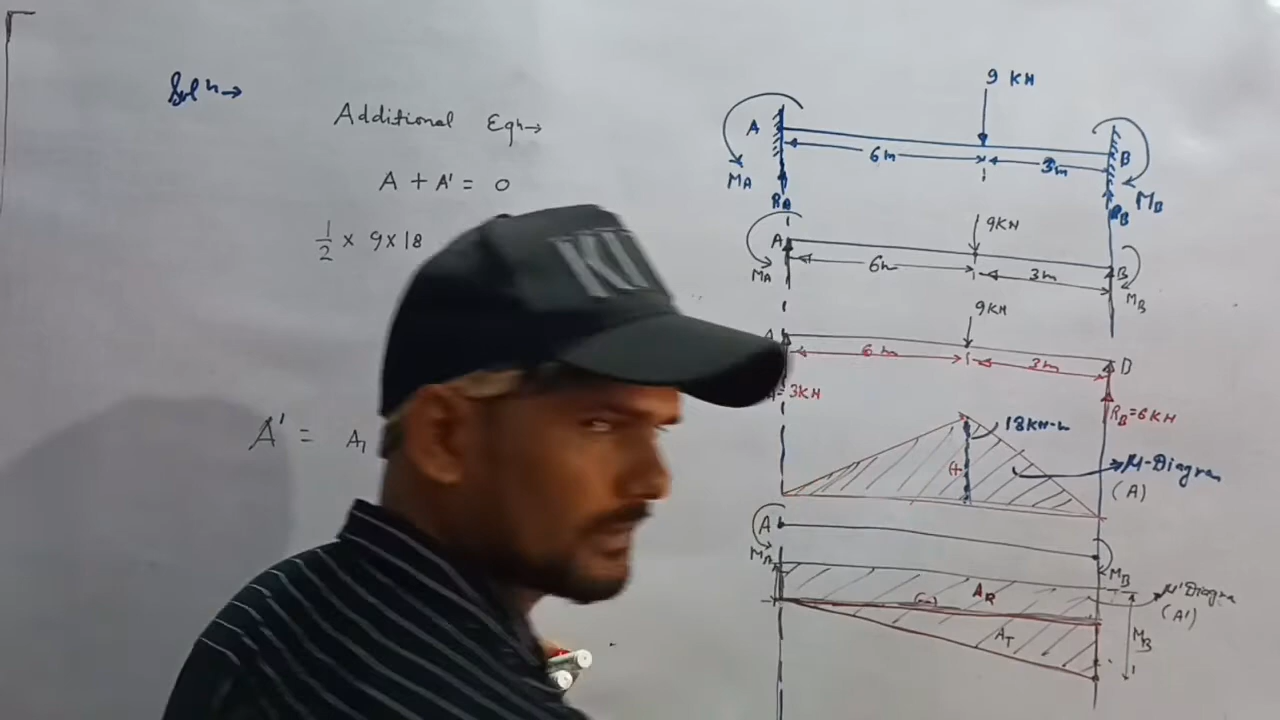 Solⁿ→
Additional Eqⁿ→
A + A' = 0
1/2 × 9 × 18
A' = A₁
9 KN
A
6m
3m
B
MA
RA
RB
MB
9KN
A
6m
3m
B
MA
MB
9KN
A
6m
3m
B
= 3KN
RB = 6KN
18KN-m
(+)
M-Diagram
(A)
A
MA
MB
AR
(-)
AT
M'Diagram
(A')
MB